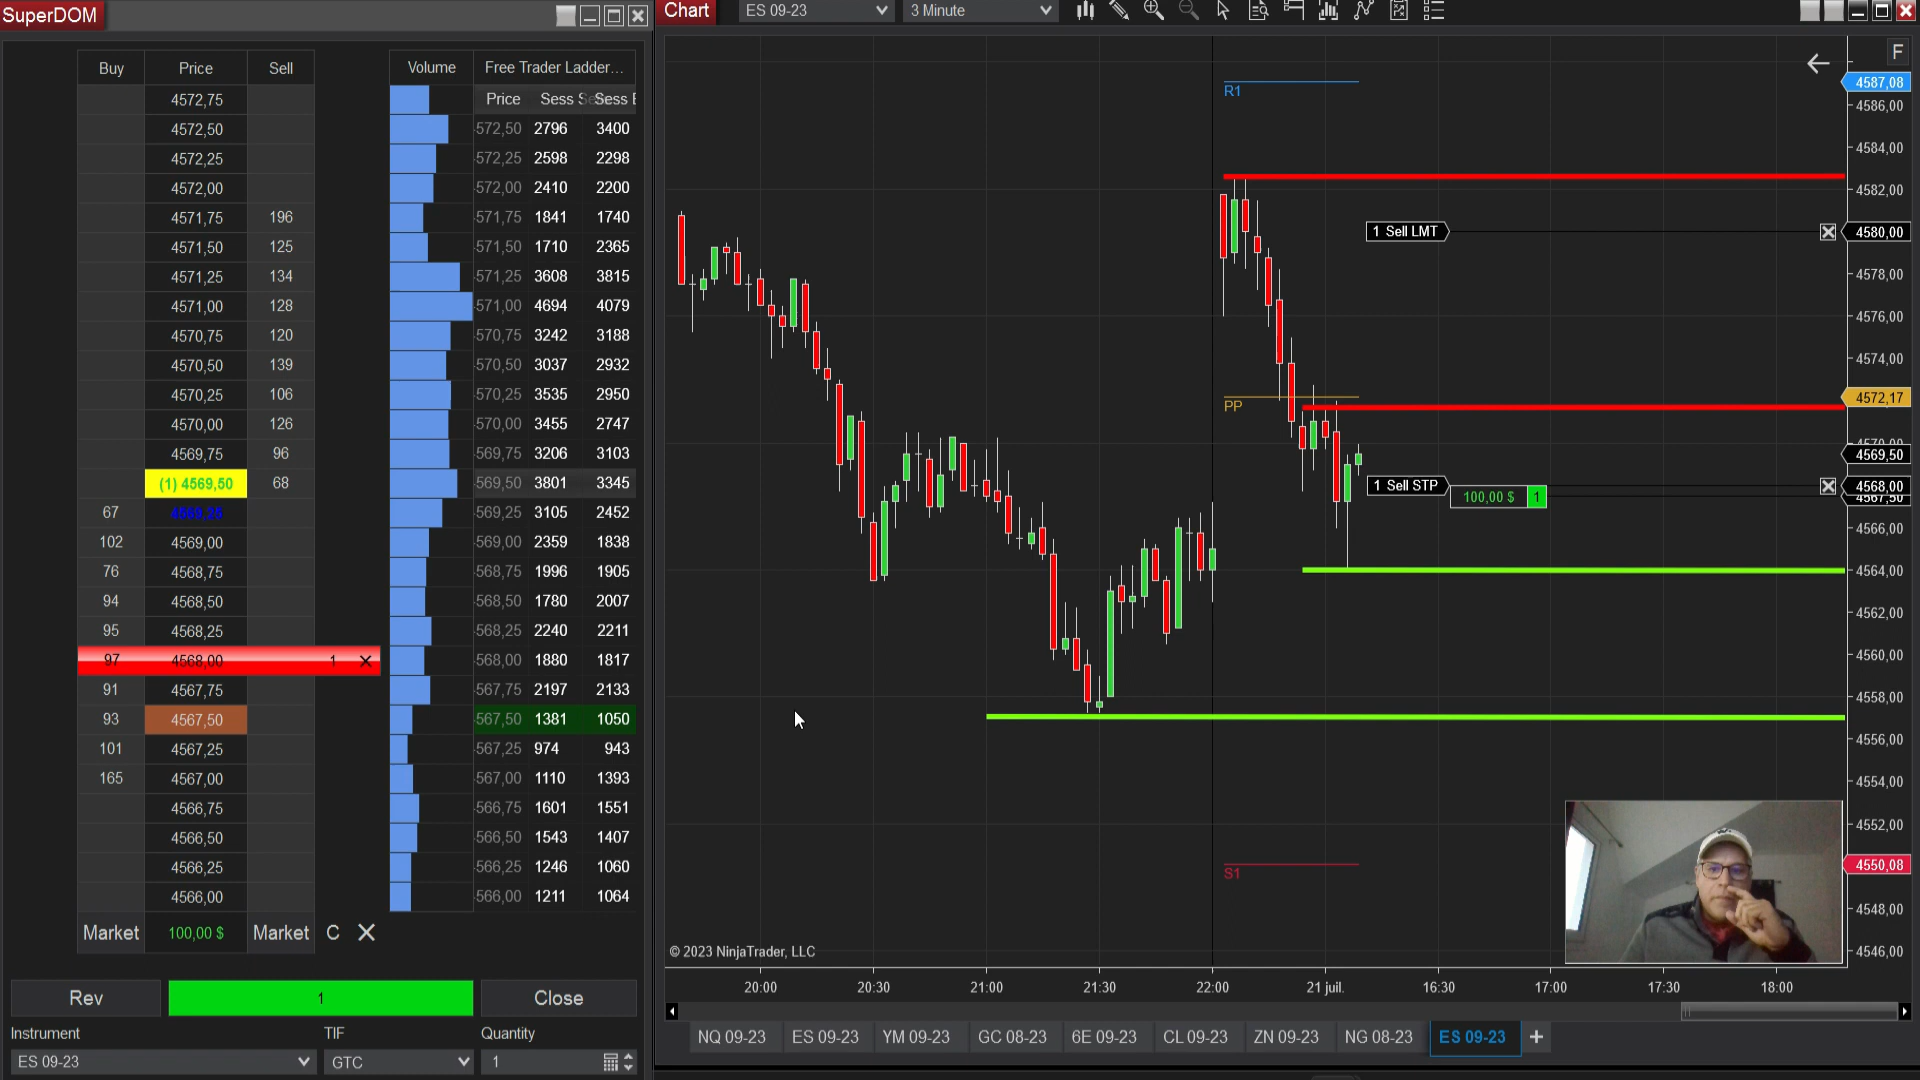 SuperDOM
Chart
ES 09-23
3 Minute
F
Buy Price Sell
Volume
Free Trader Ladder...
Price Sess Sess
4572,75
4572,50
572,50 2796 3400
4572,25
572,25 2598 2298
4572,00
572,00 2410 2200
4571,75 196
571,75 1841 1740
4571,50 125
571,50 1710 2365
4571,25 134
571,25 3608 3815
4571,00 128
571,00 4694 4079
4570,75 120
570,75 3242 3188
4570,50 139
570,50 3037 2932
4570,25 106
570,25 3535 2950
4570,00 126
570,00 3455 2747
4569,75 96
569,75 3206 3103
(1) 4569,50 68
569,50 3801 3345
67 4569,25
569,25 3105 2452
102 4569,00
569,00 2359 1838
76 4568,75
568,75 1996 1905
94 4568,50
568,50 1780 2007
95 4568,25
568,25 2240 2211
97 4568,00 1
568,00 1880 1817
91 4567,75
567,75 2197 2133
93 4567,50
567,50 1381 1050
101 4567,25
567,25 974 943
165 4567,00
567,00 1110 1393
4566,75
566,75 1601 1551
4566,50
566,50 1543 1407
4566,25
566,25 1246 1060
4566,00
566,00 1211 1064
Market 100,00 $ Market C
Rev 1 Close
Instrument TIF Quantity
ES 09-23 GTC 1
R1
PP
S1
1 Sell LMT
1 Sell STP
100,00 $ 1
4587,08
4586,00
4584,00
4582,00
4580,00
4578,00
4576,00
4574,00
4572,17
4570,00
4569,50
4568,00
4567,50
4566,00
4564,00
4562,00
4560,00
4558,00
4556,00
4554,00
4552,00
4550,08
4548,00
4546,00
© 2023 NinjaTrader, LLC
20:00 20:30 21:00 21:30 22:00 21 juil. 16:30 17:00 17:30 18:00
NQ 09-23 ES 09-23 YM 09-23 GC 08-23 6E 09-23 CL 09-23 ZN 09-23 NG 08-23 ES 09-23 +